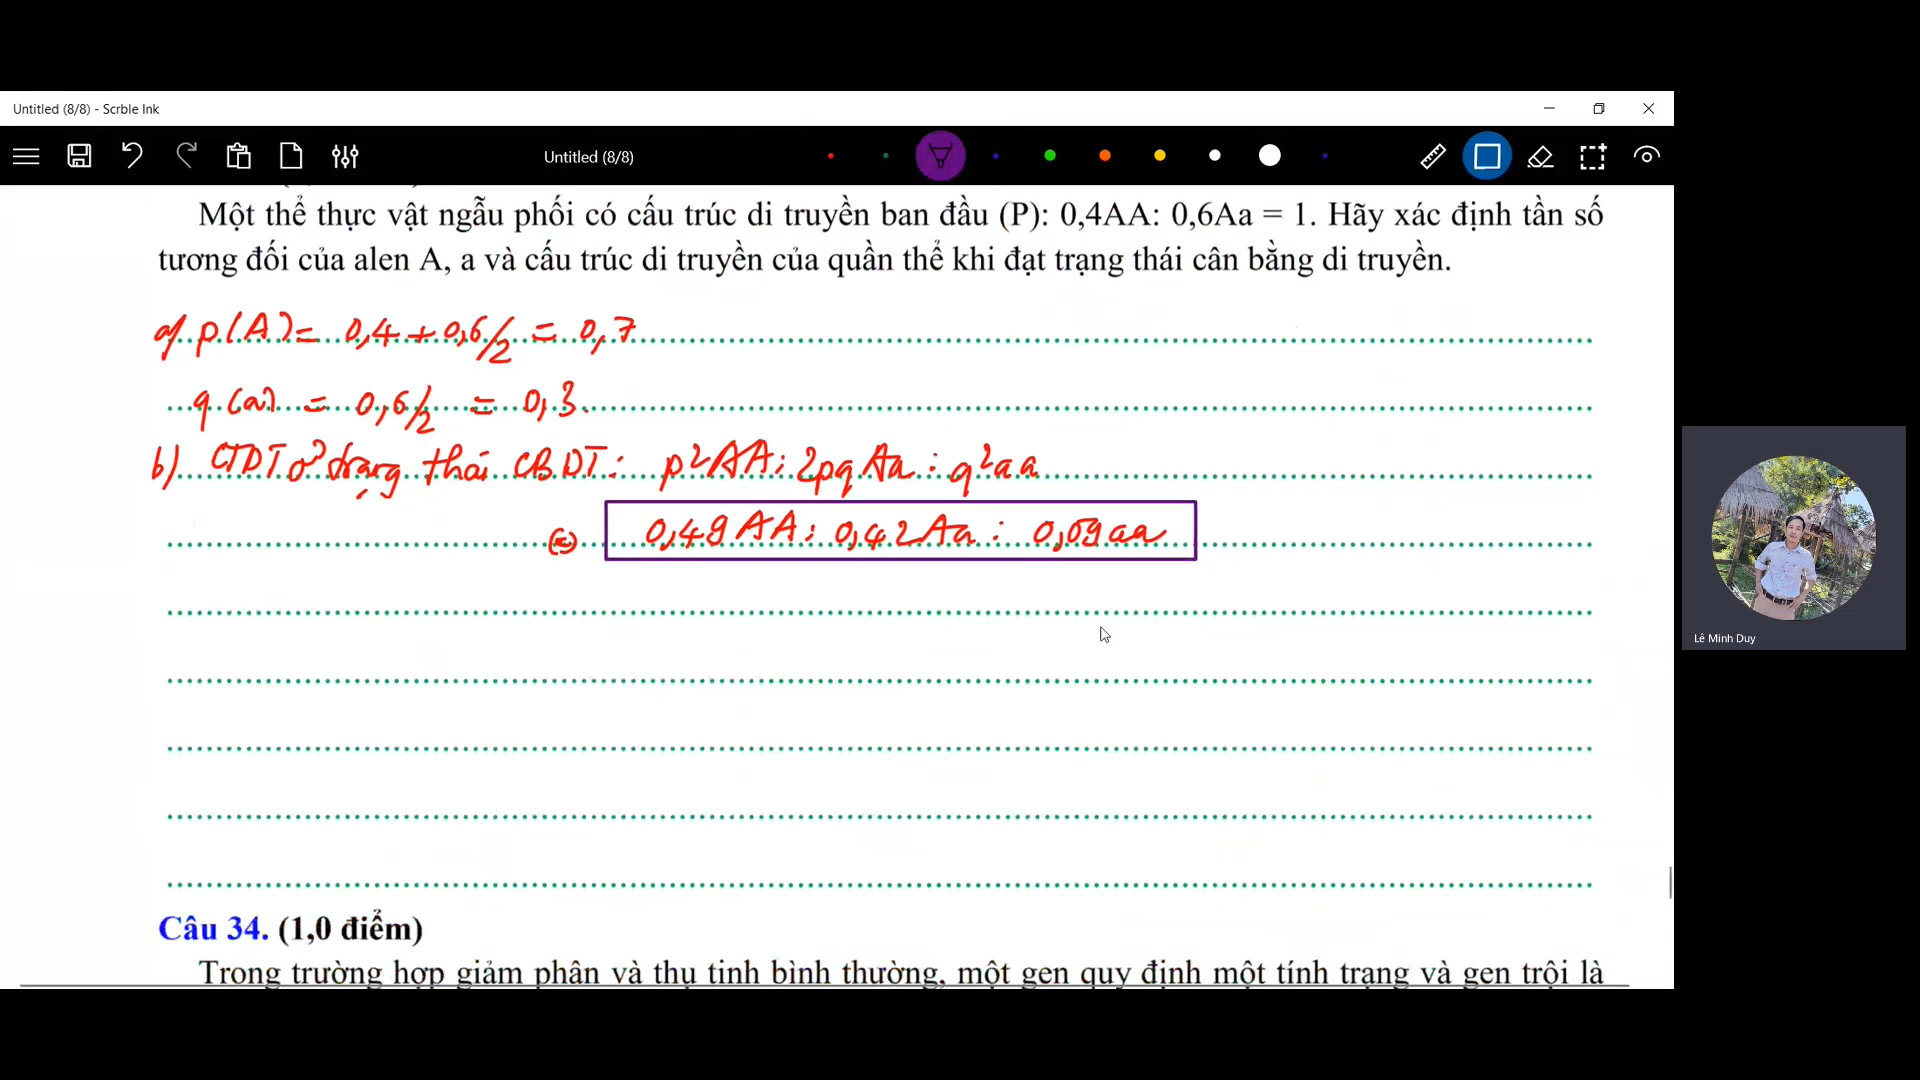 Untitled (8/8) - Scrble Ink
Untitled (8/8)
Một thể thực vật ngẫu phối có cấu trúc di truyền ban đầu (P): 0,4AA: 0,6Aa = 1. Hãy xác định tần số
tương đối của alen A, a và cấu trúc di truyền của quần thể khi đạt trạng thái cân bằng di truyền.
a) p(A) = 0,4 + 0,6/2 = 0,7
q(a) = 0,6/2 = 0,3.
b) CTDT ở trạng thái CBDT: p²AA : 2pqAa : q²aa
(=) 0,49AA : 0,42Aa : 0,09aa
Câu 34. (1,0 điểm)
Trong trường hợp giảm phân và thụ tinh bình thường, một gen quy định một tính trạng và gen trội là
Lê Minh Duy